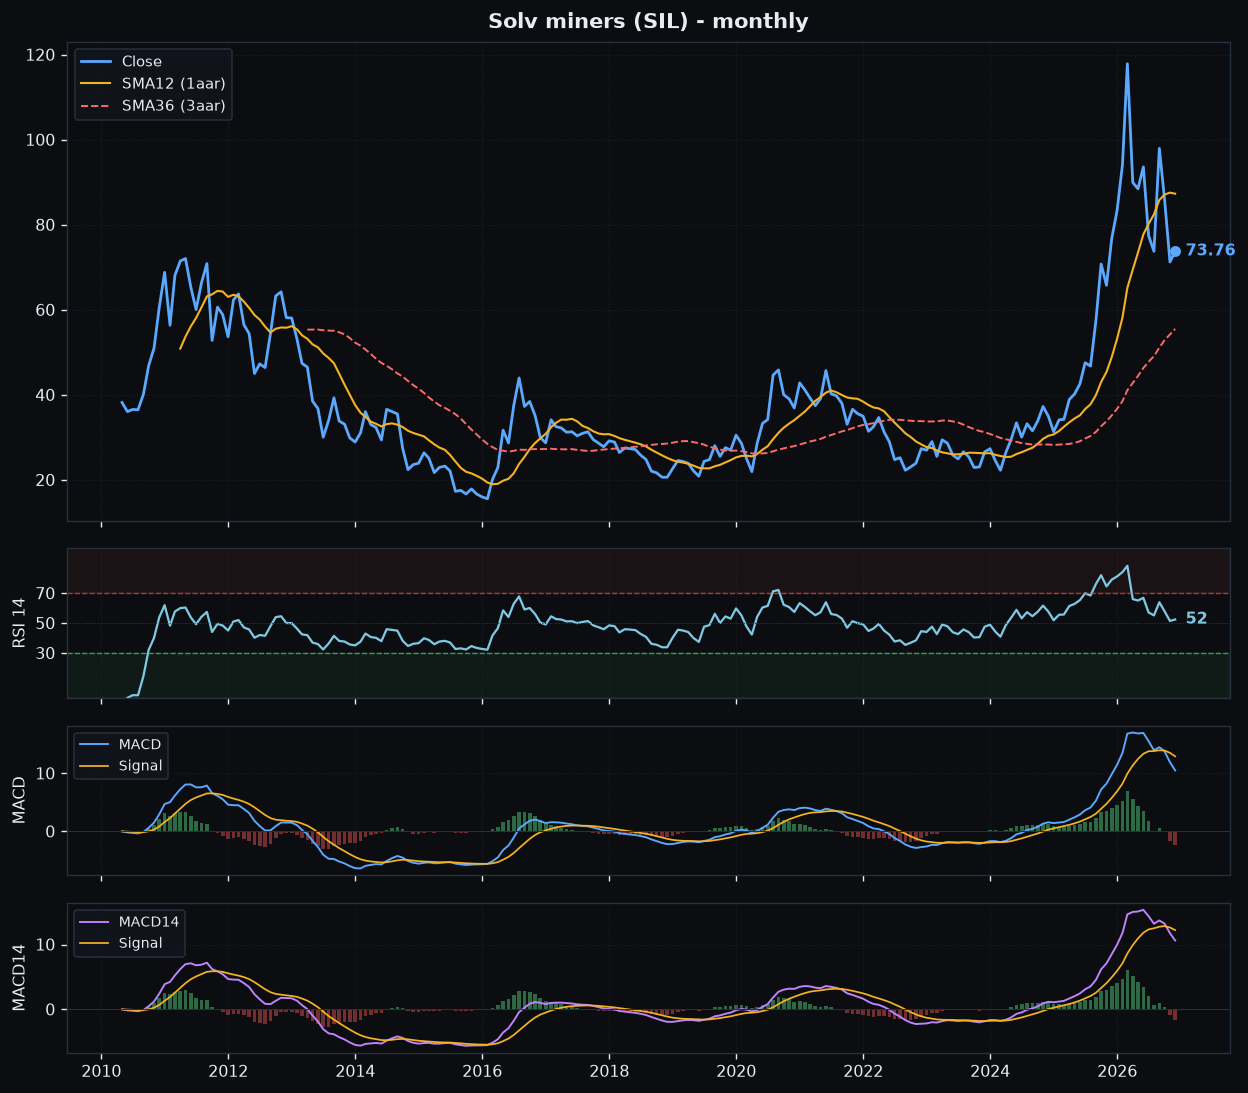 Solv miners (SIL) - monthly
Close
SMA12 (1aar)
SMA36 (3aar)
120
100
80
60
40
20
73.76
RSI 14
70
50
30
52
MACD
MACD
Signal
10
0
MACD14
MACD14
Signal
10
0
2010 2012 2014 2016 2018 2020 2022 2024 2026